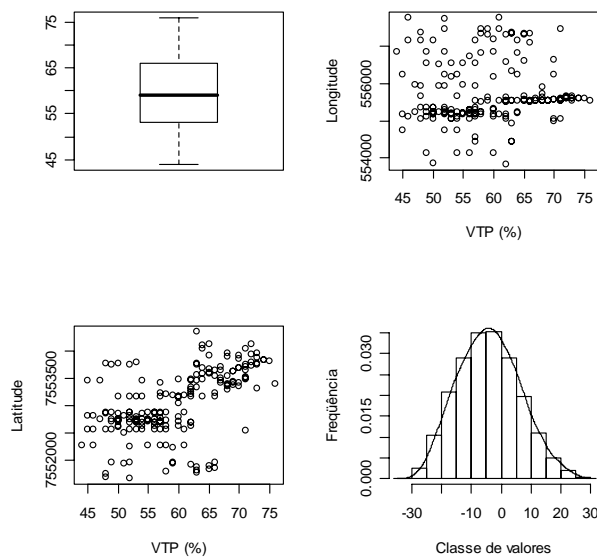 75
65
55
45
Longitude
556000
554000
45 50 55 60 65 70 75
VTP (%)
Latitude
7553500
7552000
45 50 55 60 65 70 75
VTP (%)
Freqüência
0.030
0.015
0.000
-30 -10 0 10 20 30
Classe de valores